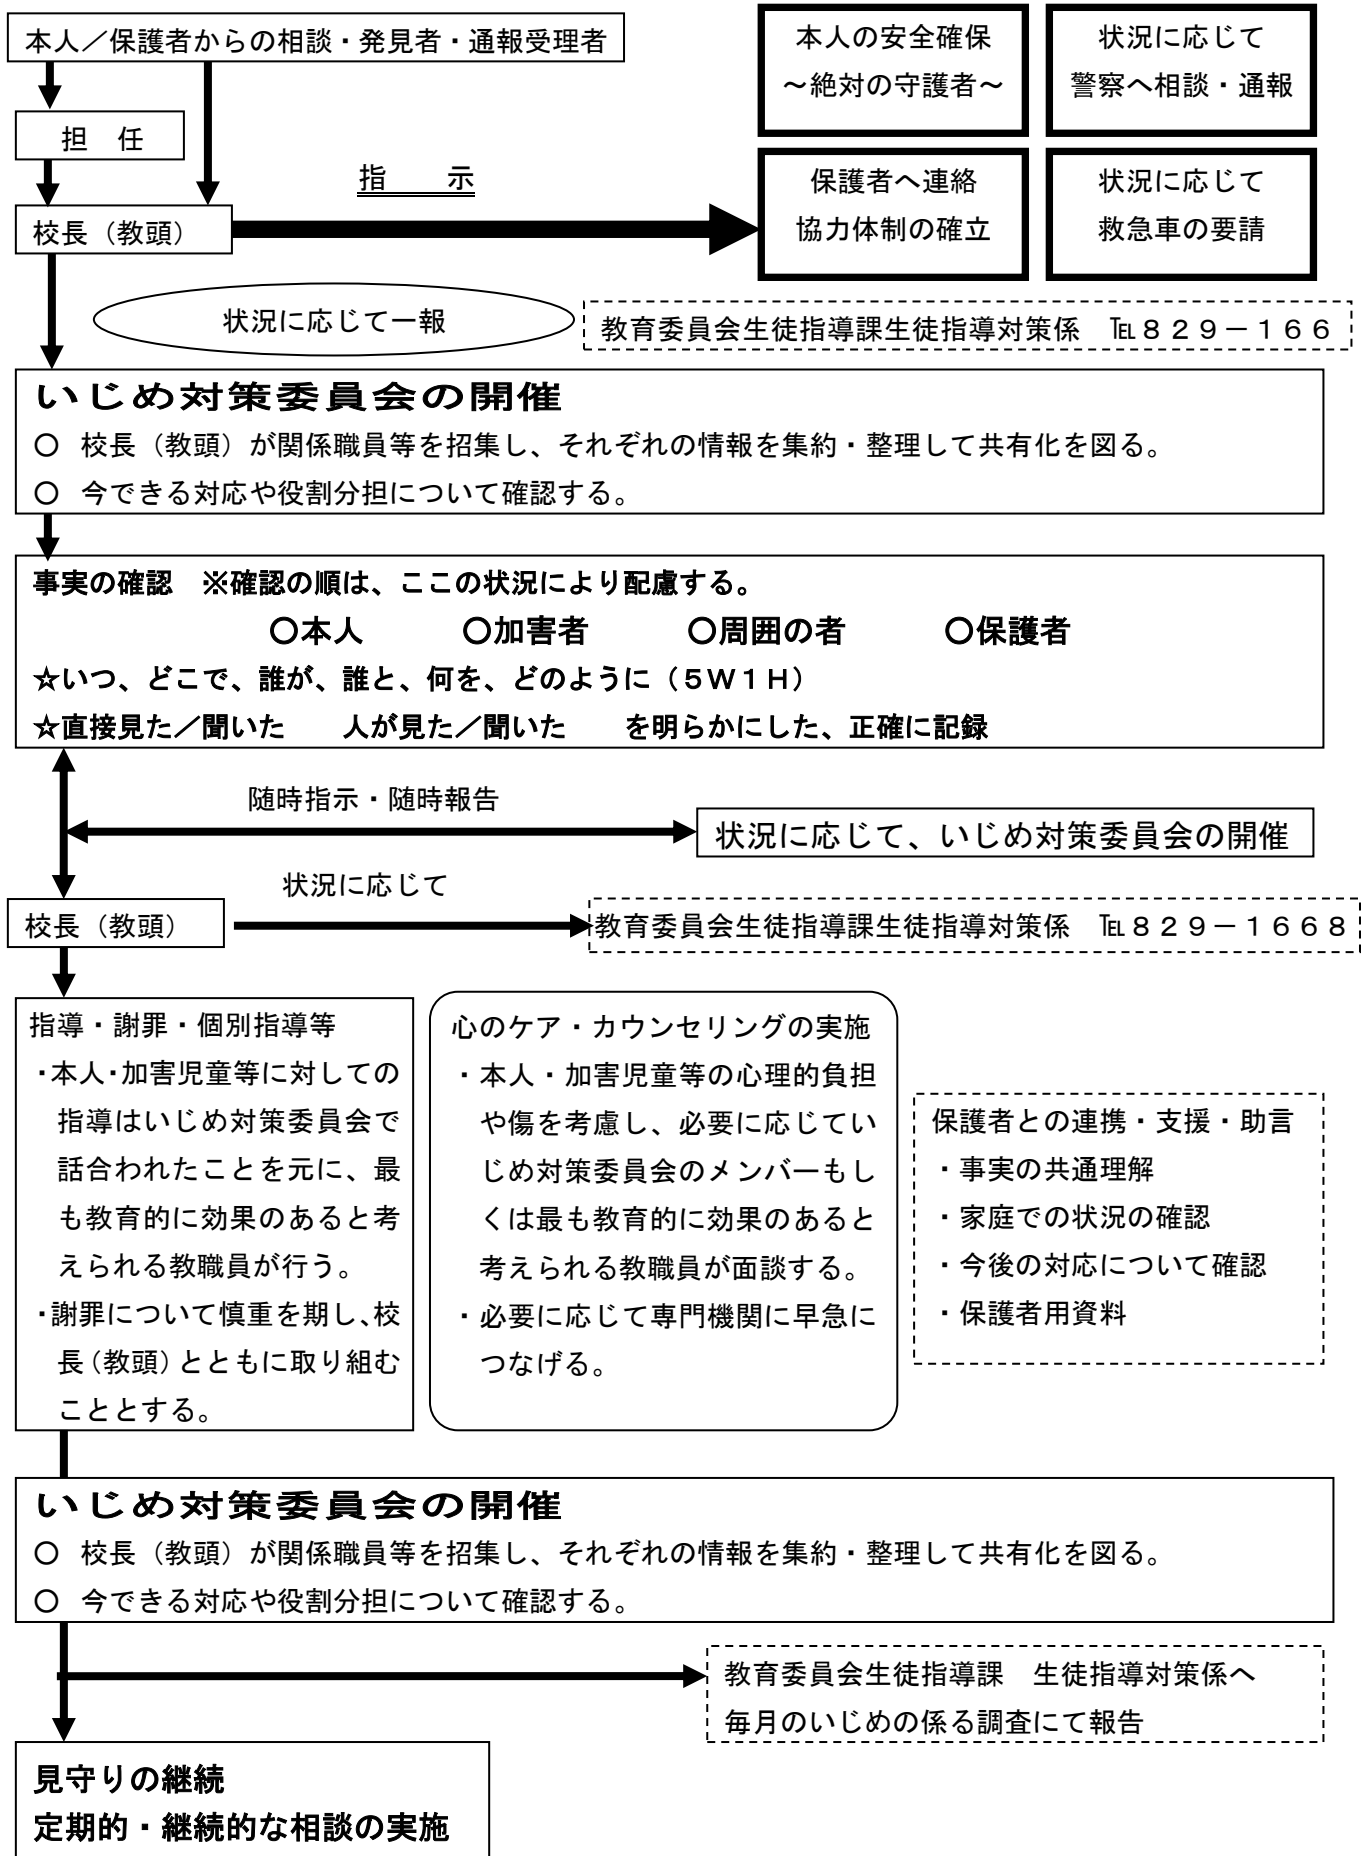 本人／保護者からの相談・発見者・通報受理者
担　任
校長（教頭）
指　　示
本人の安全確保
～絶対の守護者～
状況に応じて
警察へ相談・通報
保護者へ連絡
協力体制の確立
状況に応じて
救急車の要請
状況に応じて一報
教育委員会生徒指導課生徒指導対策係　℡８２９－１６６
いじめ対策委員会の開催
○　校長（教頭）が関係職員等を招集し、それぞれの情報を集約・整理して共有化を図る。
○　今できる対応や役割分担について確認する。
事実の確認　※確認の順は、ここの状況により配慮する。
○本人　　　○加害者　　　○周囲の者　　　○保護者
☆いつ、どこで、誰が、誰と、何を、どのように（５Ｗ１Ｈ）
☆直接見た／聞いた　　人が見た／聞いた　　を明らかにした、正確に記録
随時指示・随時報告
状況に応じて、いじめ対策委員会の開催
状況に応じて
校長（教頭）
教育委員会生徒指導課生徒指導対策係　℡８２９－１６６８
指導・謝罪・個別指導等
・本人・加害児童等に対しての
指導はいじめ対策委員会で
話合われたことを元に、最
も教育的に効果のあると考
えられる教職員が行う。
・謝罪について慎重を期し、校
長（教頭）とともに取り組む
こととする。
心のケア・カウンセリングの実施
・本人・加害児童等の心理的負担
や傷を考慮し、必要に応じてい
じめ対策委員会のメンバーもし
くは最も教育的に効果のあると
考えられる教職員が面談する。
・必要に応じて専門機関に早急に
つなげる。
保護者との連携・支援・助言
・事実の共通理解
・家庭での状況の確認
・今後の対応について確認
・保護者用資料
いじめ対策委員会の開催
○　校長（教頭）が関係職員等を招集し、それぞれの情報を集約・整理して共有化を図る。
○　今できる対応や役割分担について確認する。
教育委員会生徒指導課　生徒指導対策係へ
毎月のいじめの係る調査にて報告
見守りの継続
定期的・継続的な相談の実施